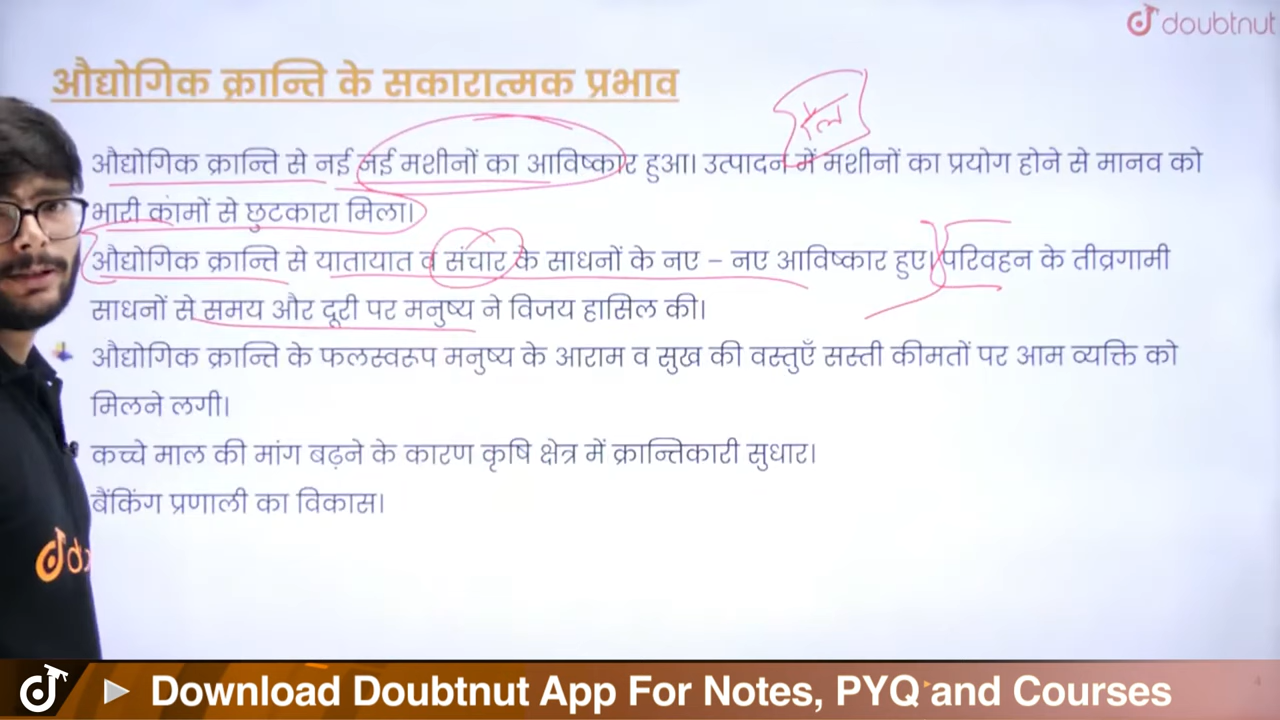 doubtnut
औद्योगिक क्रान्ति के सकारात्मक प्रभाव
रेल
औद्योगिक क्रान्ति से नई नई मशीनों का आविष्कार हुआ। उत्पादन में मशीनों का प्रयोग होने से मानव को
भारी कामों से छुटकारा मिला।
औद्योगिक क्रान्ति से यातायात व संचार के साधनों के नए – नए आविष्कार हुए। परिवहन के तीव्रगामी
साधनों से समय और दूरी पर मनुष्य ने विजय हासिल की।
औद्योगिक क्रान्ति के फलस्वरूप मनुष्य के आराम व सुख की वस्तुएँ सस्ती कीमतों पर आम व्यक्ति को
मिलने लगी।
कच्चे माल की मांग बढ़ने के कारण कृषि क्षेत्र में क्रान्तिकारी सुधार।
बैंकिंग प्रणाली का विकास।
Download Doubtnut App For Notes, PYQ and Courses